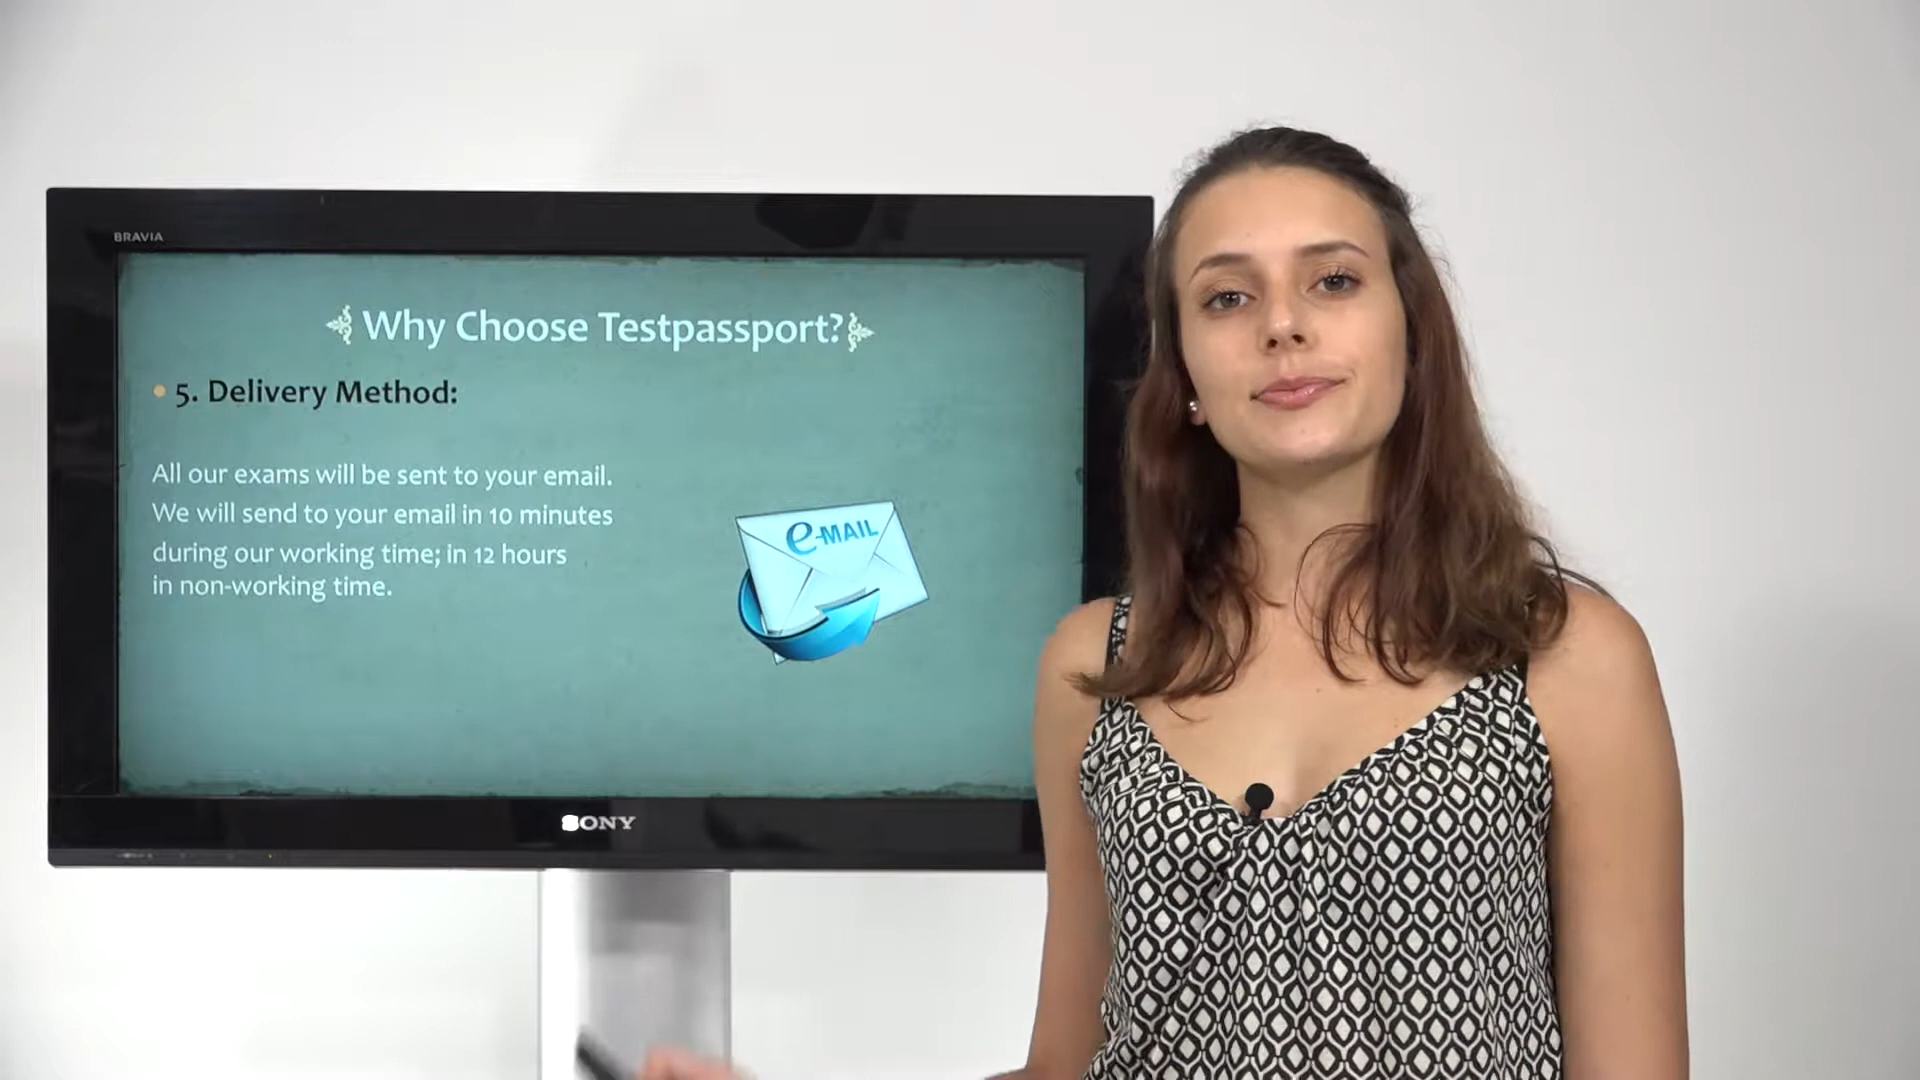 BRAVIA
Why Choose Testpassport?
5. Delivery Method:
All our exams will be sent to your email.
We will send to your email in 10 minutes
during our working time; in 12 hours
in non-working time.
e-MAIL
SONY